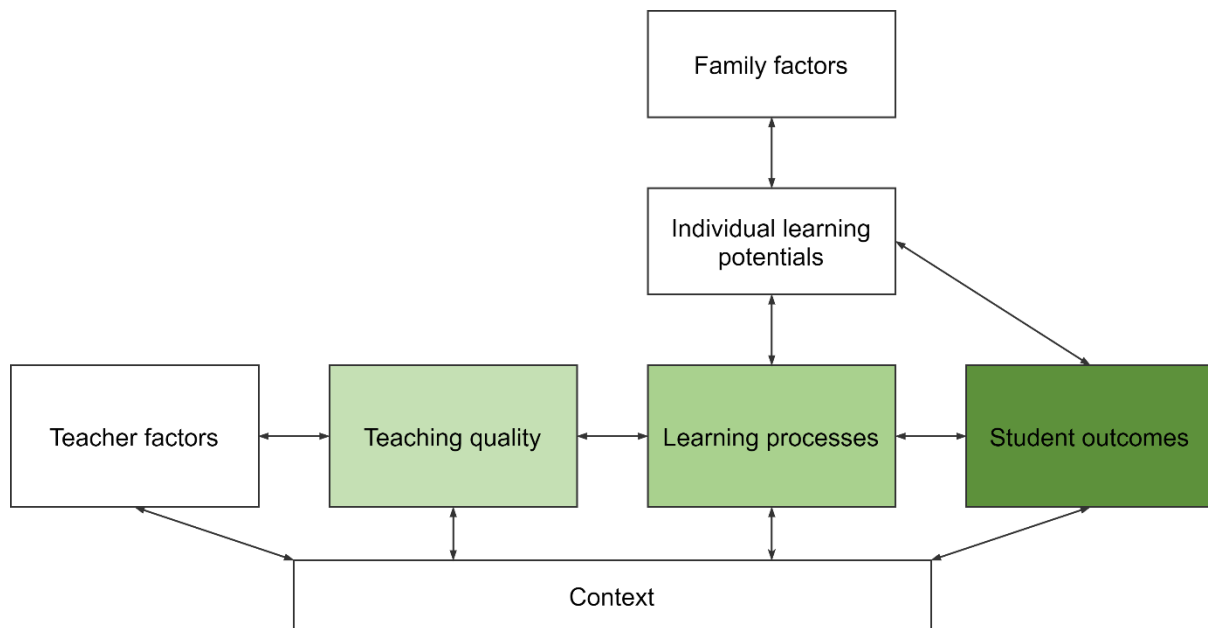 Family factors
Individual learning
potentials
Teacher factors
Teaching quality
Learning processes
Student outcomes
Context